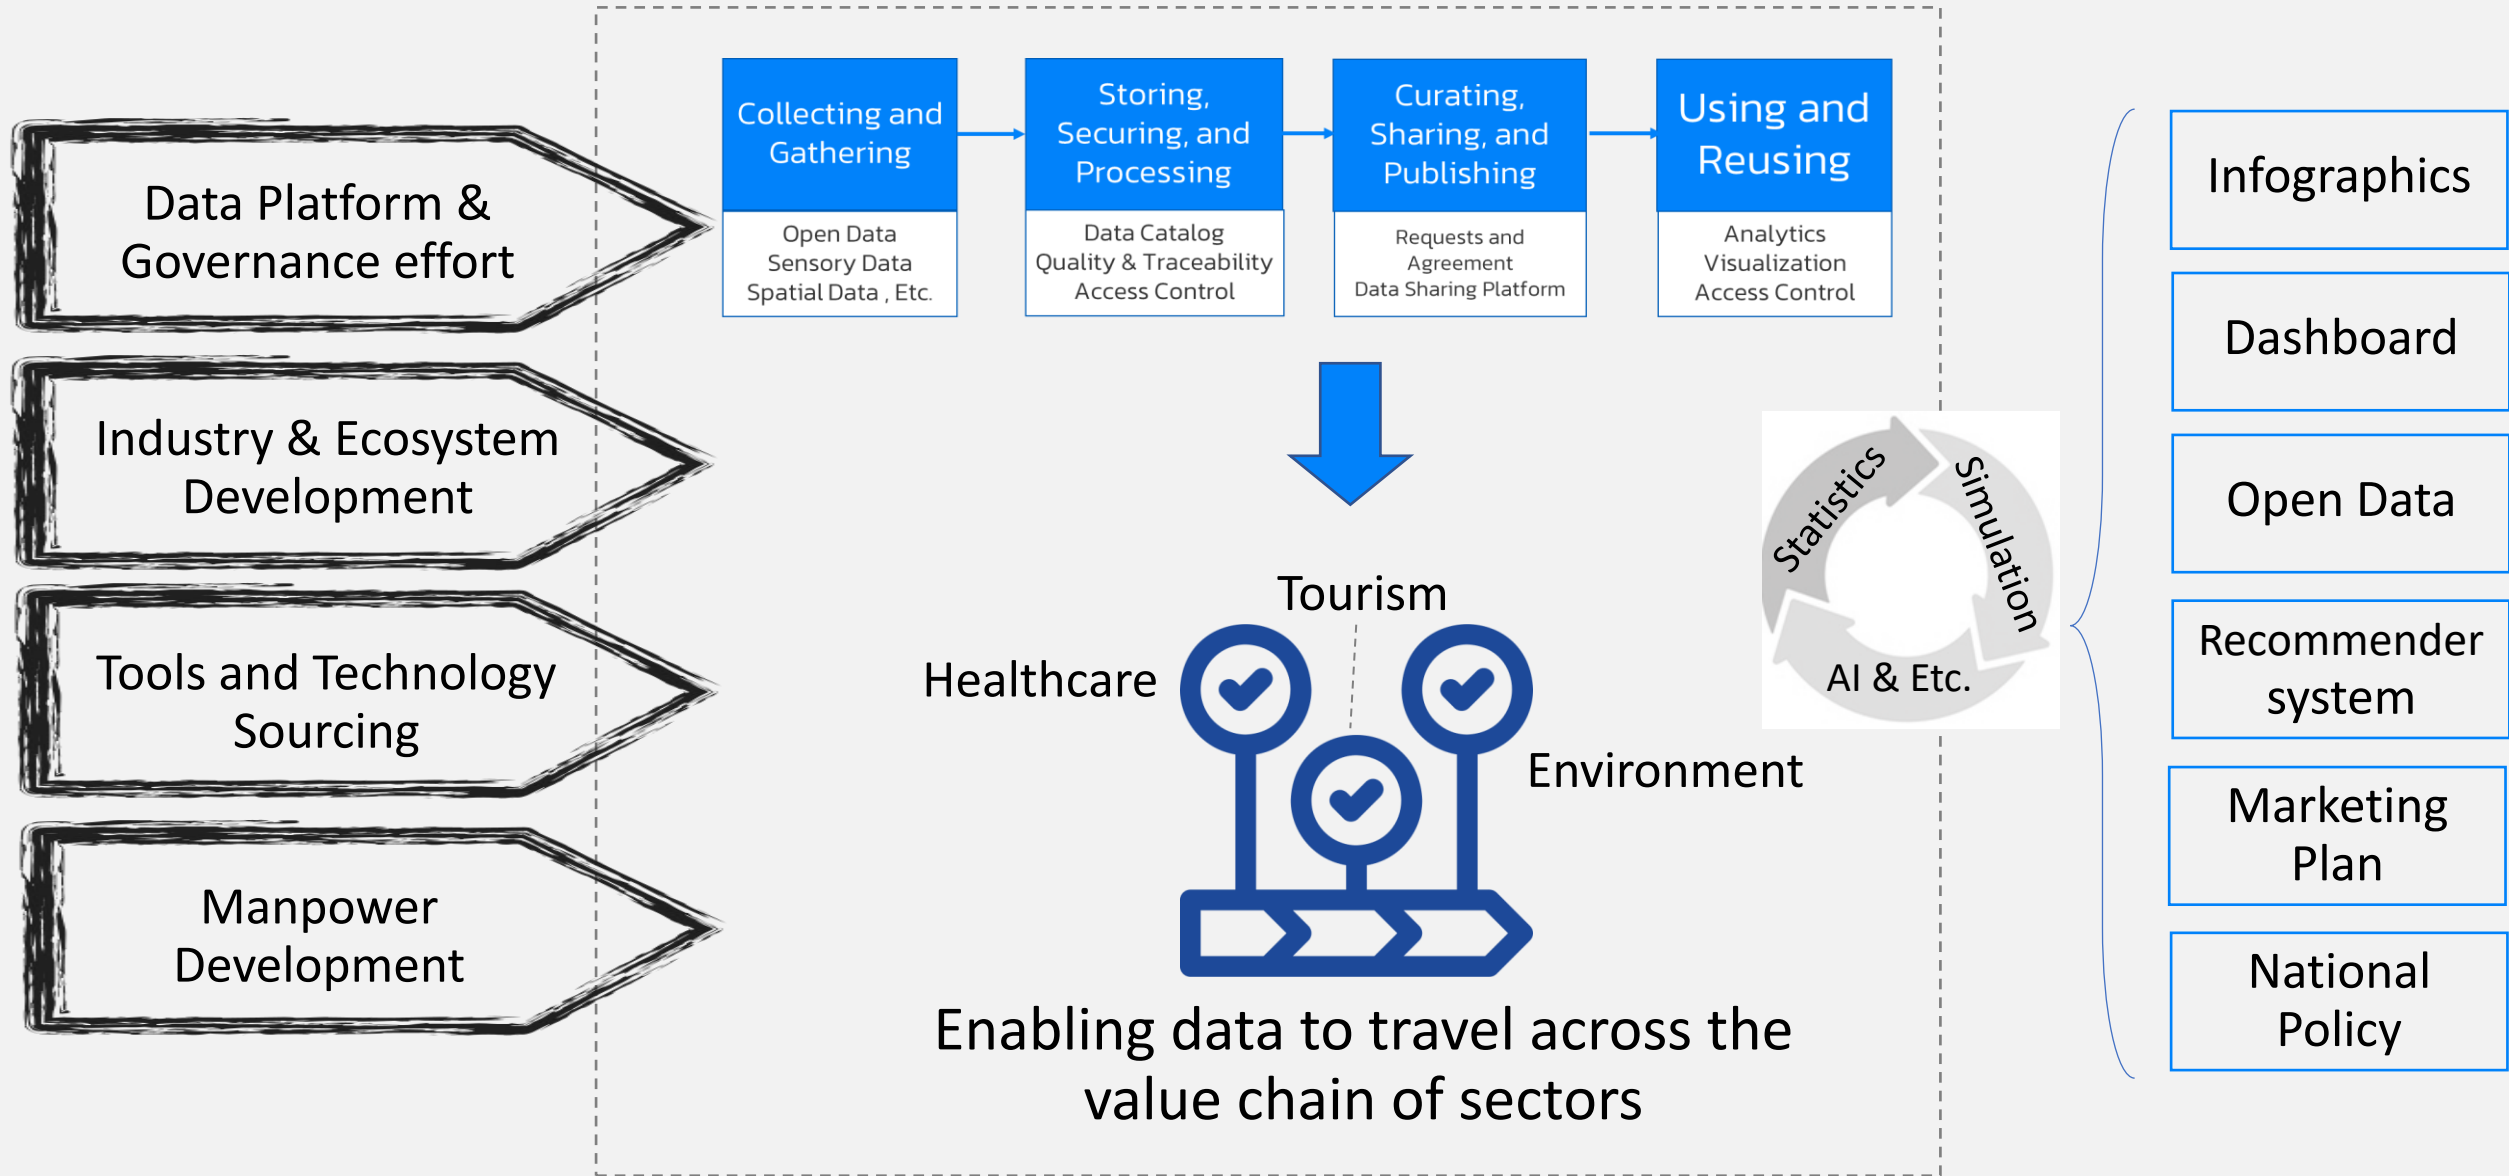 Data Platform &
Governance effort
Industry & Ecosystem
Development
Tools and Technology
Sourcing
Manpower
Development
Collecting and
Gathering
Open Data
Sensory Data
Spatial Data , Etc.
Storing,
Securing, and
Processing
Data Catalog
Quality & Traceability
Access Control
Curating,
Sharing, and
Publishing
Requests and
Agreement
Data Sharing Platform
Using and
Reusing
Analytics
Visualization
Access Control
Tourism
Healthcare
Environment
Enabling data to travel across the
value chain of sectors
Statistics
Simulation
AI & Etc.
Infographics
Dashboard
Open Data
Recommender
system
Marketing
Plan
National
Policy